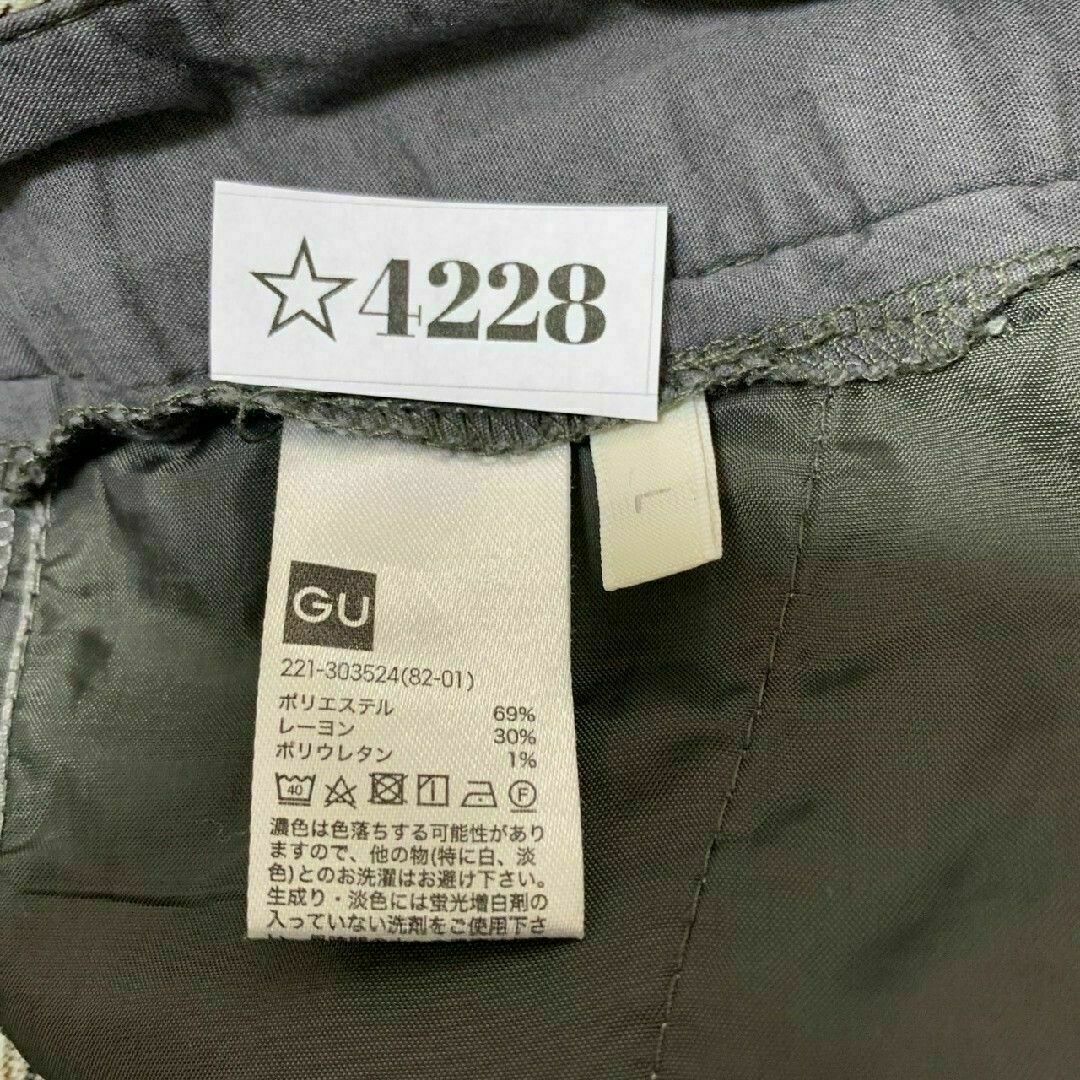 ☆4228
L
GU
221-303524(82-01)
ポリエステル 69%
レーヨン 30%
ポリウレタン 1%
40 F
濃色は色落ちする可能性があり
ますので、他の物(特に白、淡
色)とのお洗濯はお避け下さい。
生成り・淡色には蛍光増白剤の
入っていない洗剤をご使用下さ